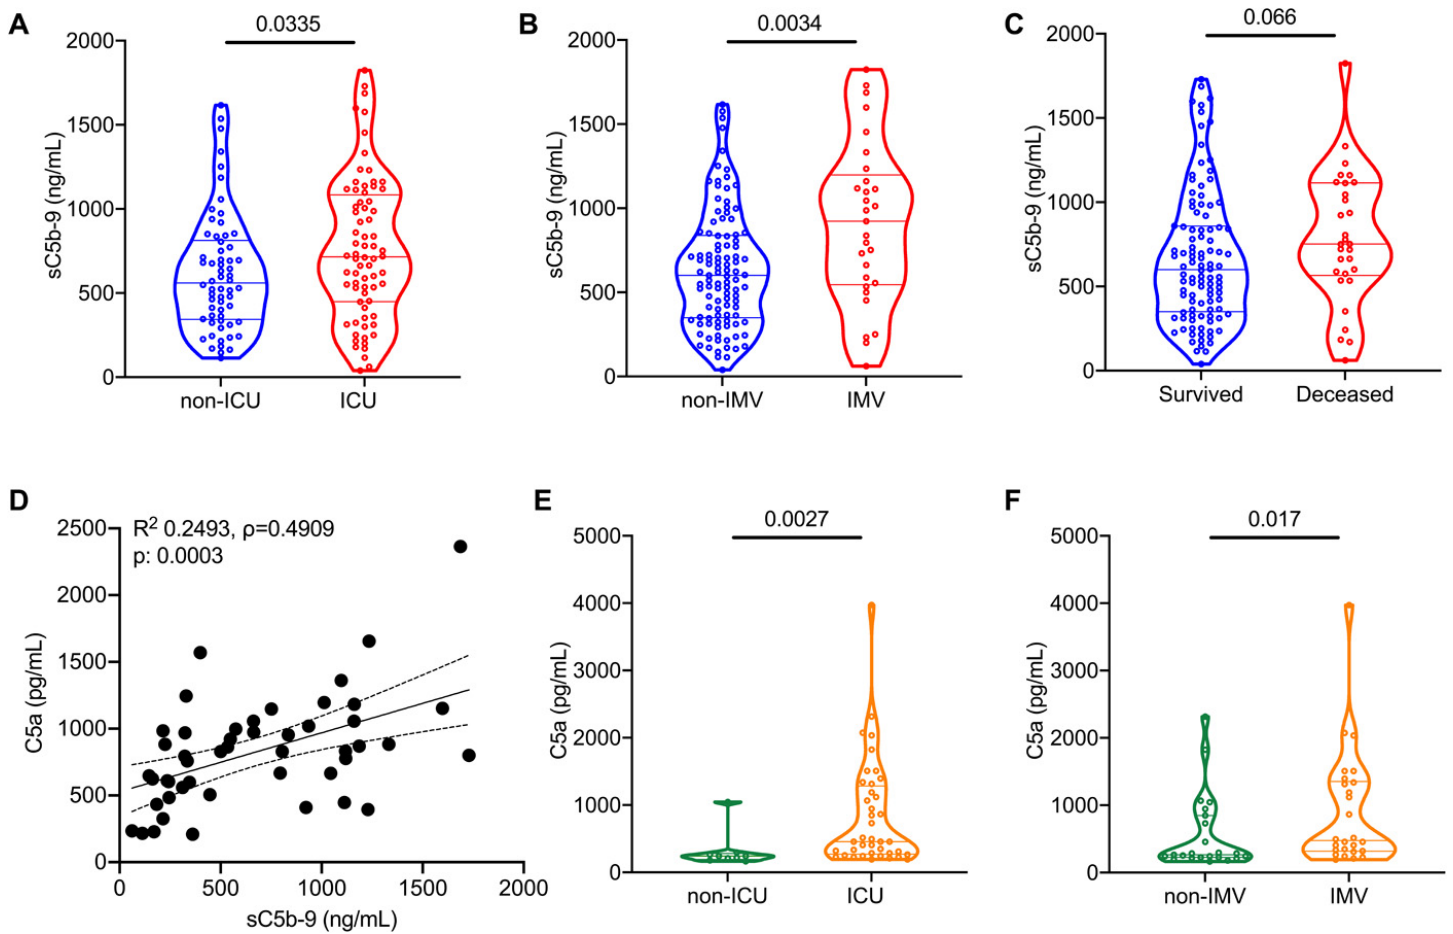 A
0.0335
2000
1500
1000
500
0
sC5b-9 (ng/mL)
non-ICU
ICU
B
0.0034
2000
1500
1000
500
0
sC5b-9 (ng/mL)
non-IMV
IMV
C
0.066
2000
1500
1000
500
0
sC5b-9 (ng/mL)
Survived
Deceased
D
R² 0.2493, ρ=0.4909
p: 0.0003
2500
2000
1500
1000
500
0
C5a (pg/mL)
0
500
1000
1500
2000
sC5b-9 (ng/mL)
E
0.0027
5000
4000
3000
2000
1000
0
C5a (pg/mL)
non-ICU
ICU
F
0.017
5000
4000
3000
2000
1000
0
C5a (pg/mL)
non-IMV
IMV